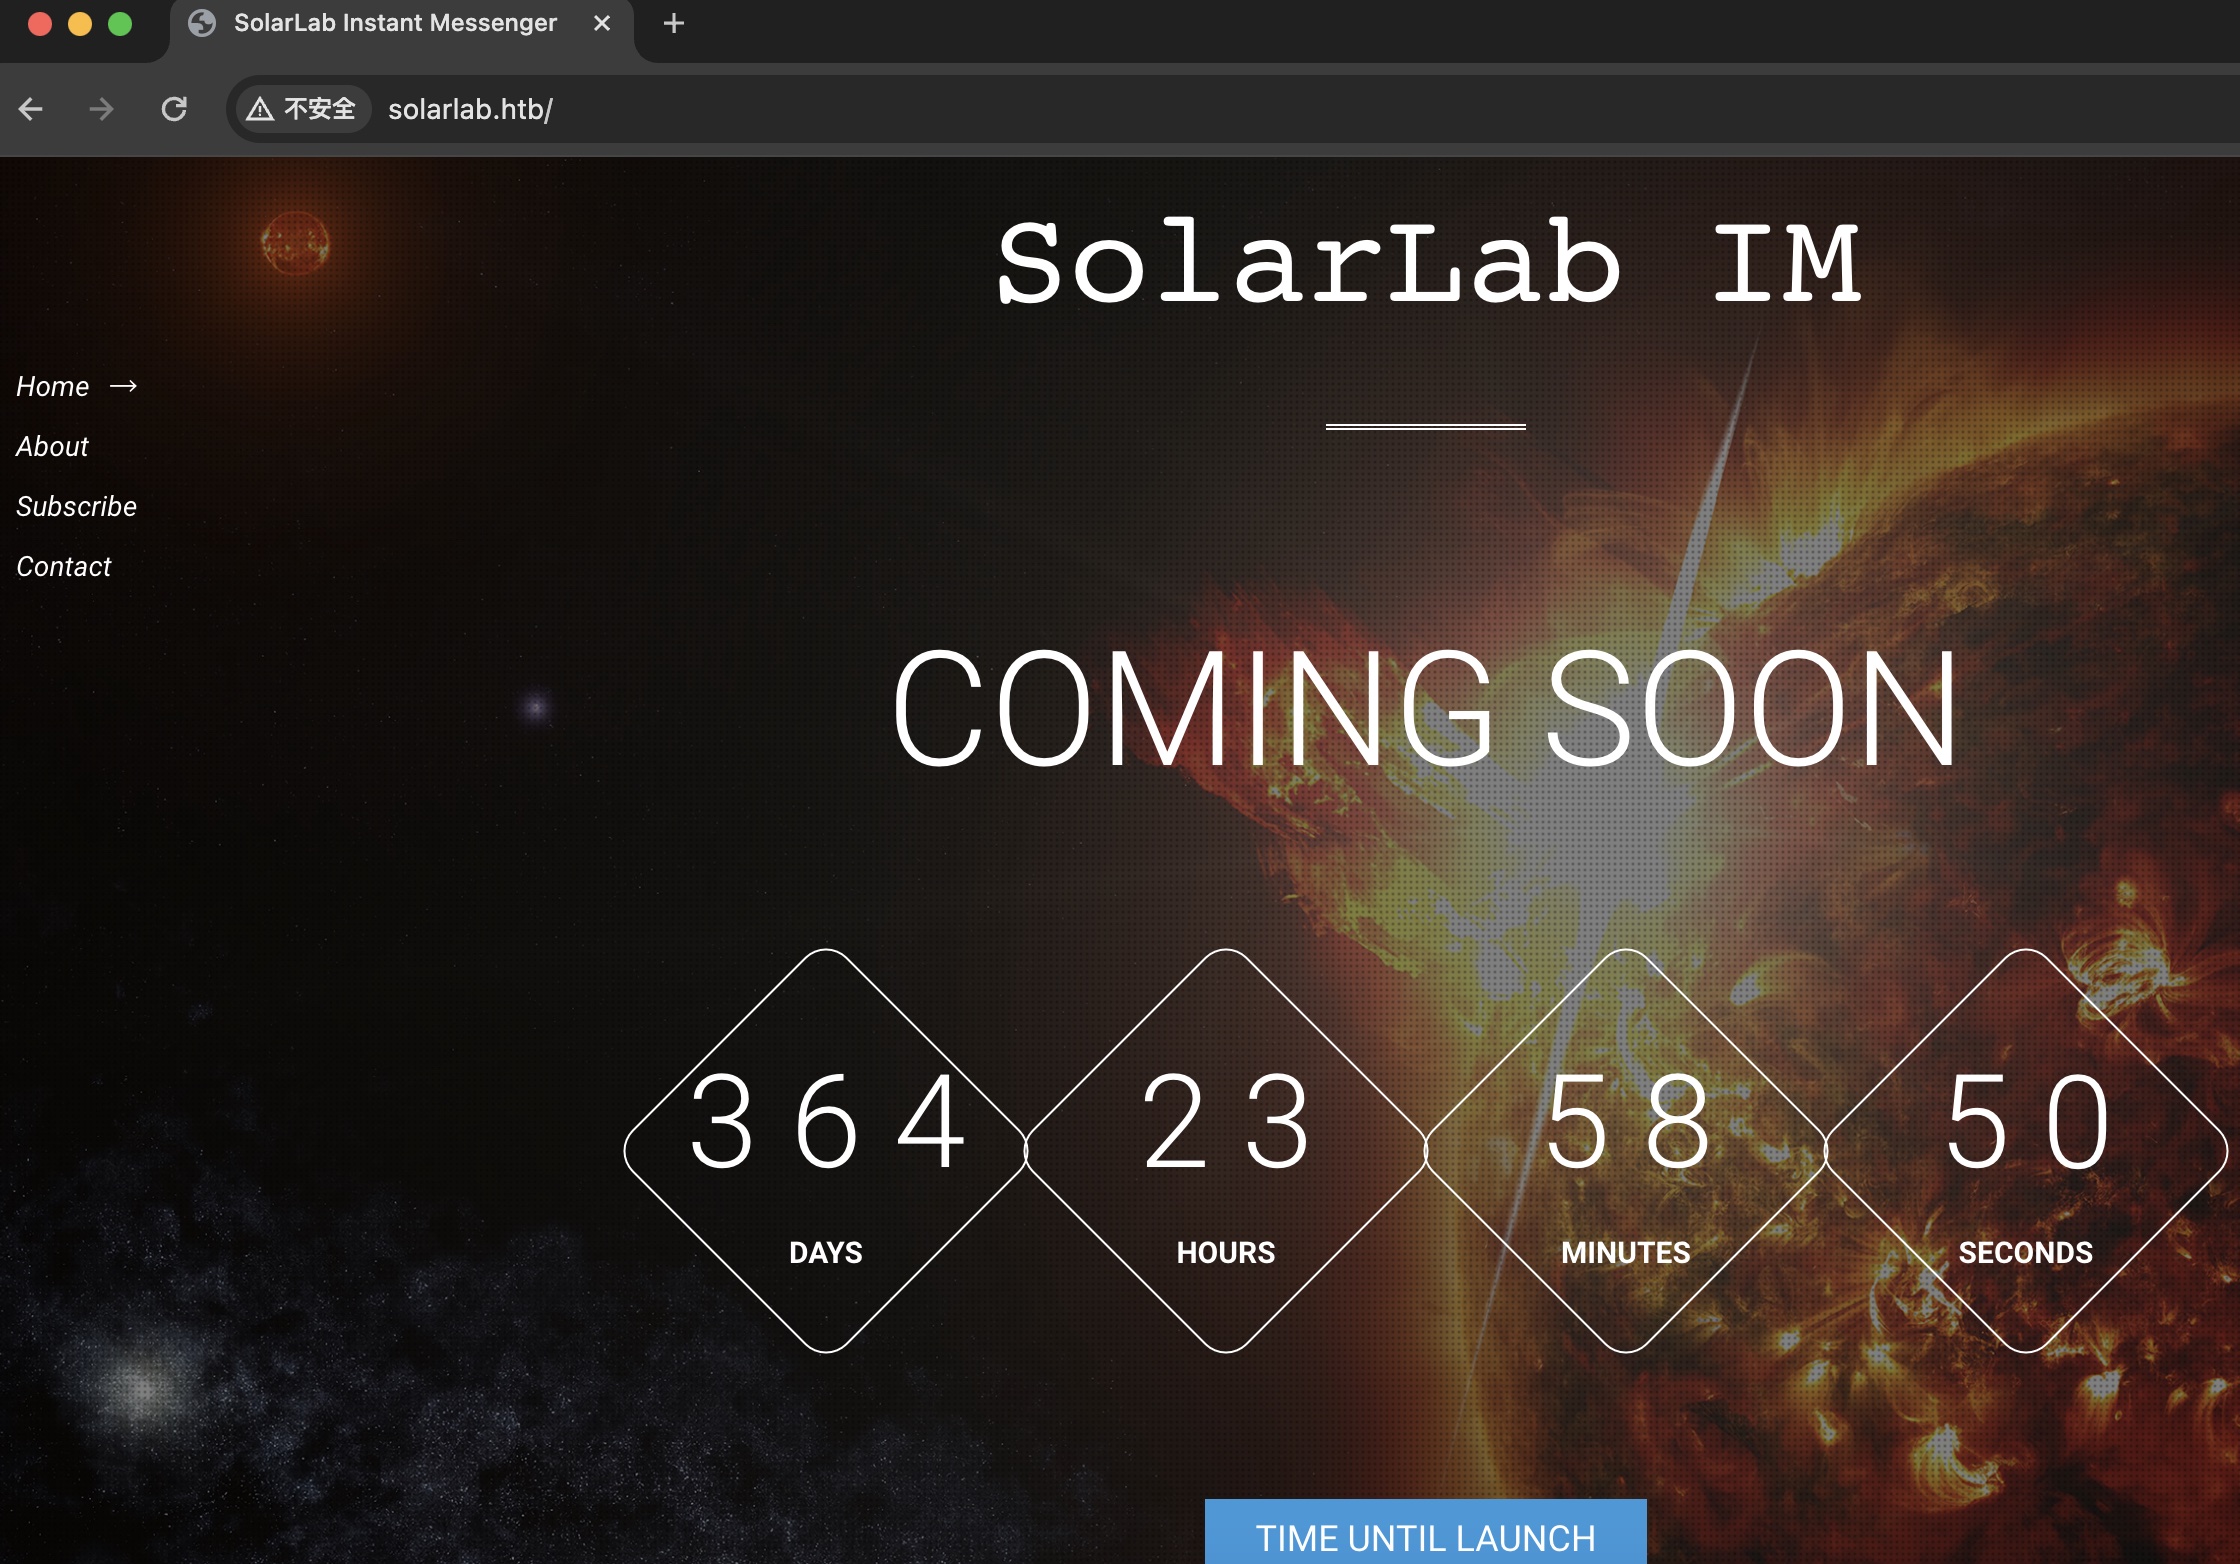 SolarLab Instant Messenger
不安全 solarlab.htb/
SolarLab IM
Home
About
Subscribe
Contact
COMING SOON
364 23 58 50
DAYS HOURS MINUTES SECONDS
TIME UNTIL LAUNCH